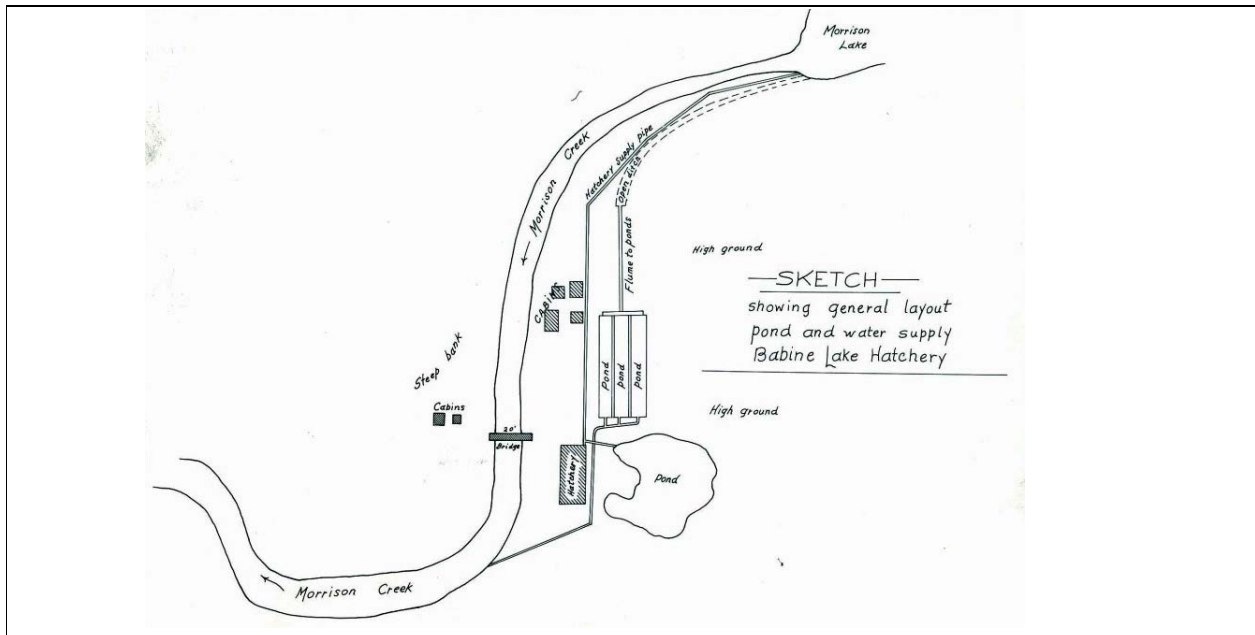 Morrison
Lake
Morrison Creek
Hatchery supply pipe
Open ditch
Flume to ponds
High ground
SKETCH
showing general layout
pond and water supply
Babine Lake Hatchery
Cabins
Pond
pond
pond
Steep bank
Cabins
20'
Bridge
High ground
Hatchery
Pond
Morrison Creek